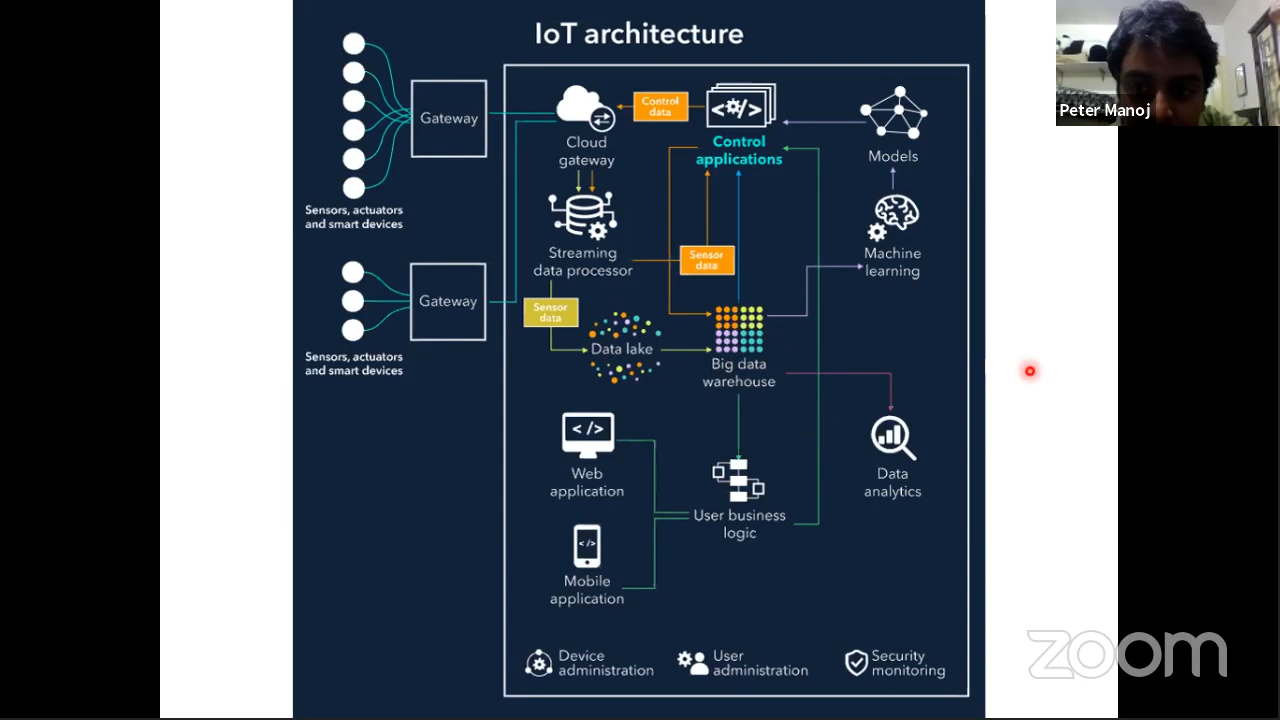 IoT architecture
Peter Manoj
Gateway
Sensors, actuators
and smart devices
Gateway
Sensors, actuators
and smart devices
Cloud
gateway
Control
data
</>
Control
applications
Models
Streaming
data processor
Sensor
data
Machine
learning
Sensor
data
Data lake
Big data
warehouse
</>
Web
application
User business
logic
Data
analytics
</>
Mobile
application
Device
administration
User
administration
Security
monitoring
zoom